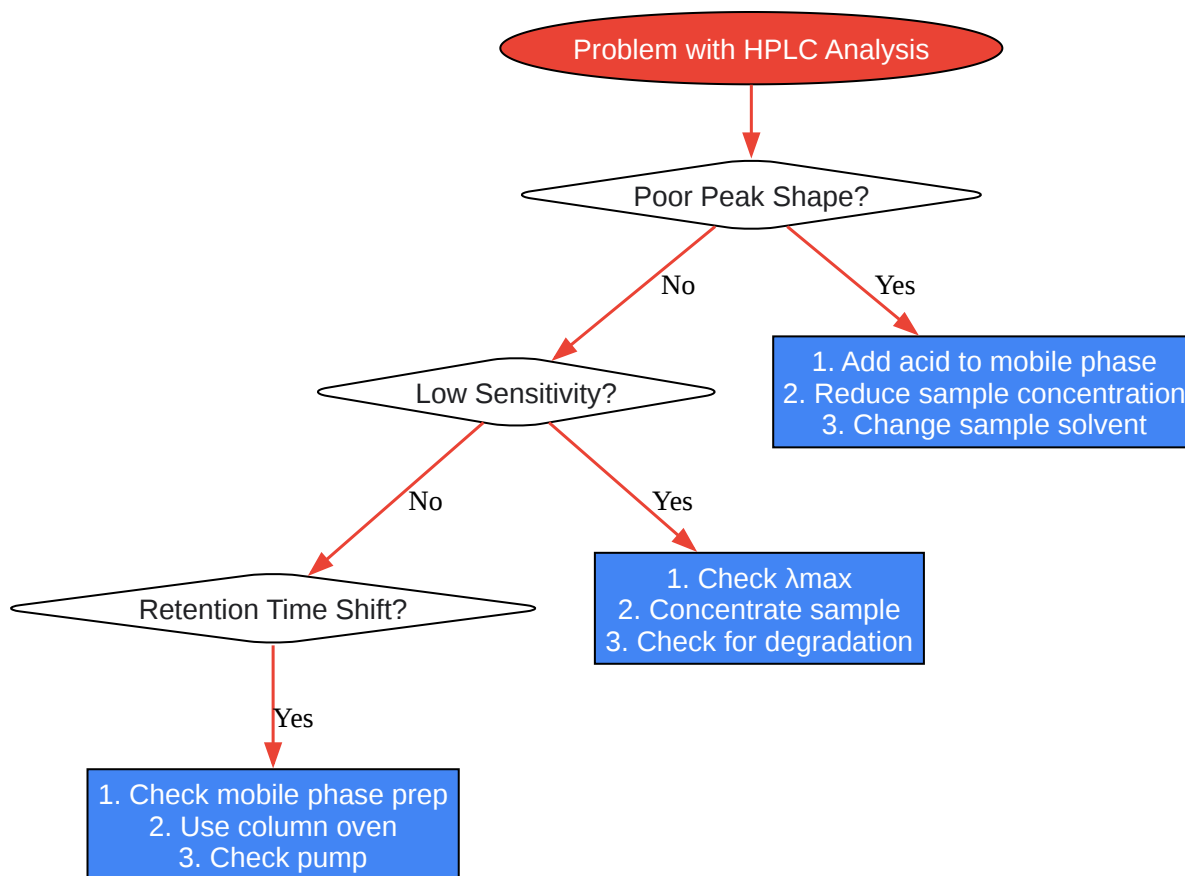 Problem with HPLC Analysis
Poor Peak Shape?
No
Yes
1. Add acid to mobile phase
2. Reduce sample concentration
3. Change sample solvent
Low Sensitivity?
No
Yes
1. Check λmax
2. Concentrate sample
3. Check for degradation
Retention Time Shift?
Yes
1. Check mobile phase prep
2. Use column oven
3. Check pump